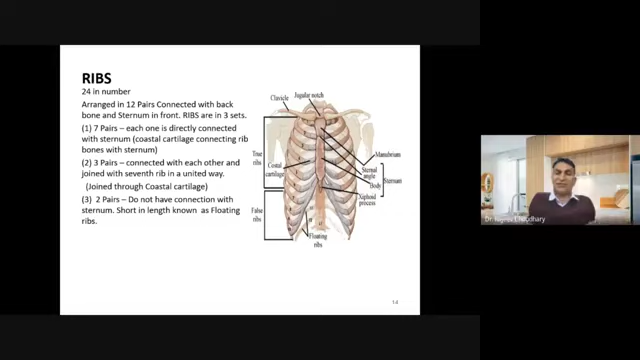 RIBS
24 in number
Arranged in 12 Pairs Connected with back
bone and Sternum in front. RIBS are in 3 sets.
(1) 7 Pairs – each one is directly connected
with sternum (coastal cartilage connecting rib
bones with sternum)
(2) 3 Pairs – connected with each other and
joined with seventh rib in a united way.
(Joined through Coastal cartilage)
(3) 2 Pairs – Do not have connection with
sternum. Short in length known as Floating
ribs.
Jugular notch
Clavicle
Manubrium
True
ribs
Costal
cartilage
Sternal
angle
Body
Sternum
Xiphoid
process
False
ribs
Floating
ribs
14
Dr. Rajeev Choudhary